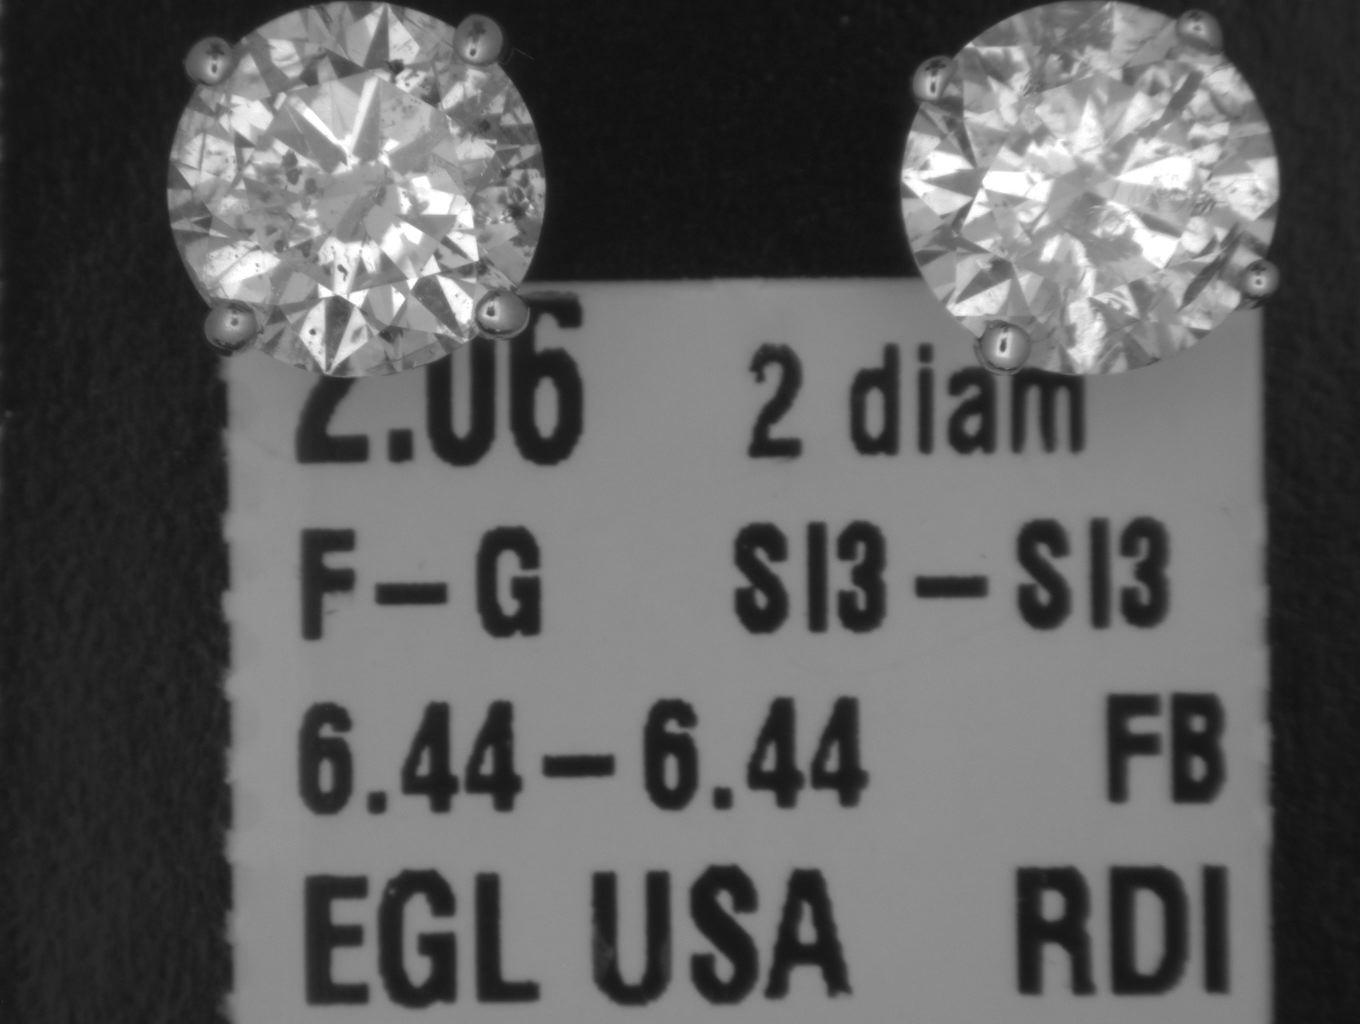 2.06 2 diam
F-G SI3-SI3
6.44-6.44 FB
EGL USA RDI